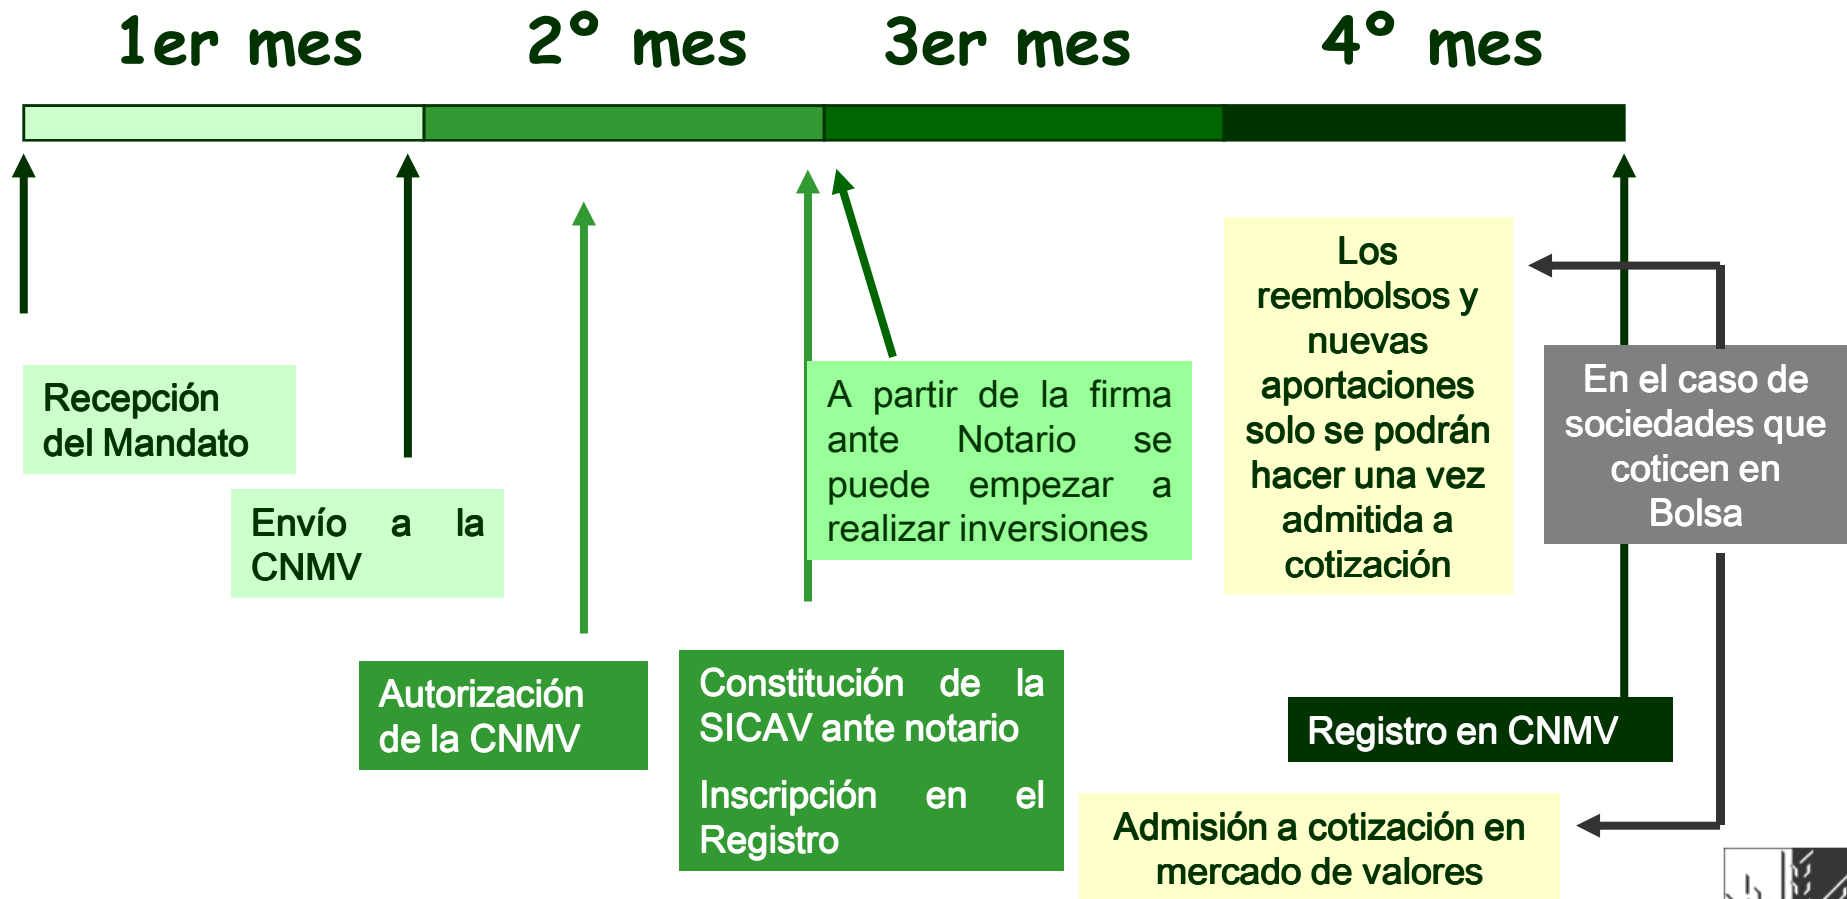 1er mes
2º mes
3er mes
4º mes
Recepción
del Mandato
Envío a la
CNMV
Autorización
de la CNMV
Constitución de la
SICAV ante notario
Inscripción en el
Registro
A partir de la firma
ante Notario se
puede empezar a
realizar inversiones
Los
reembolsos y
nuevas
aportaciones
solo se podrán
hacer una vez
admitida a
cotización
En el caso de
sociedades que
coticen en
Bolsa
Registro en CNMV
Admisión a cotización en
mercado de valores